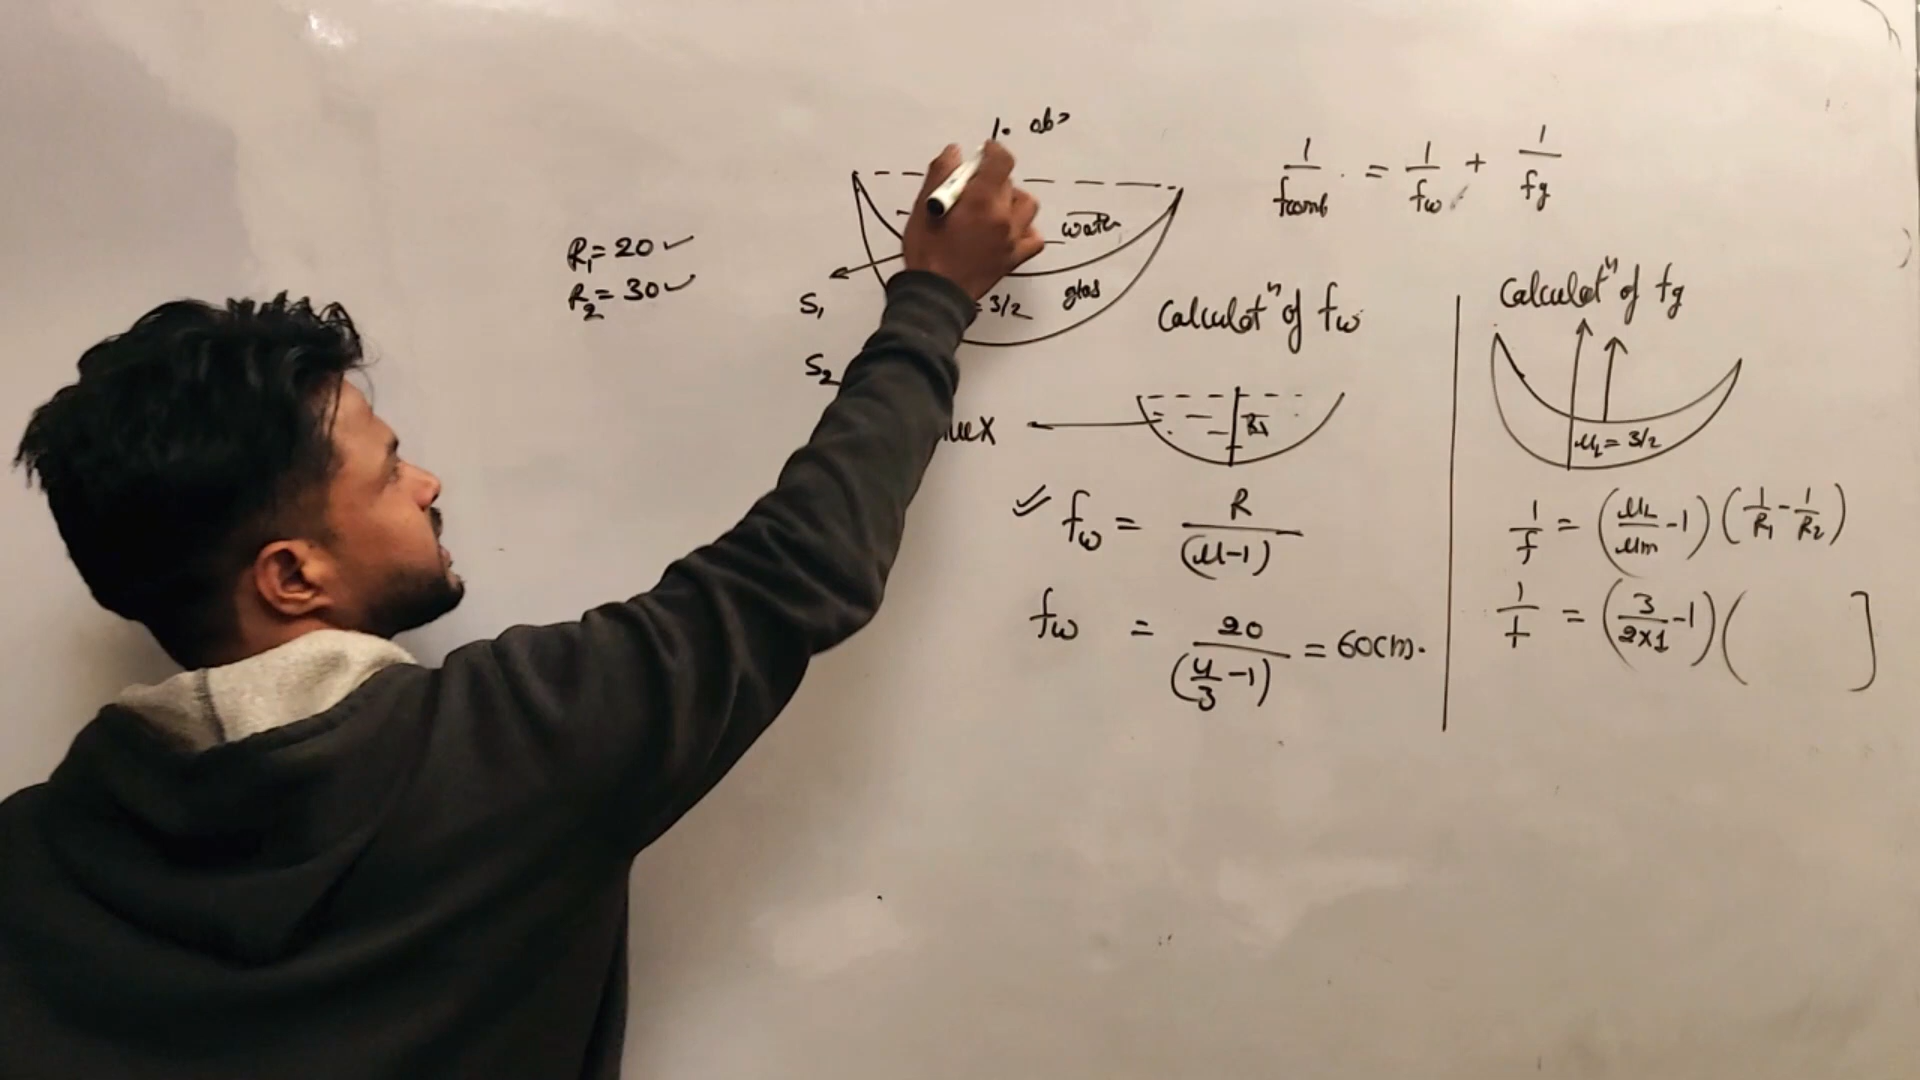 1. ob>
R₁ = 20 ✓
R₂ = 30 ✓
water
= 3/2 glas
S₁
S₂
1/fcomb. = 1/fw + 1/fg
Calculatⁿ of fw
R₁
fw = R/(μ-1)
fw = 20/(4/3 - 1) = 60cm.
Calculatⁿ of fg
μL = 3/2
1/f = (μL/μm - 1) (1/R₁ - 1/R₂)
1/f = (3/2×1 - 1) ( ]